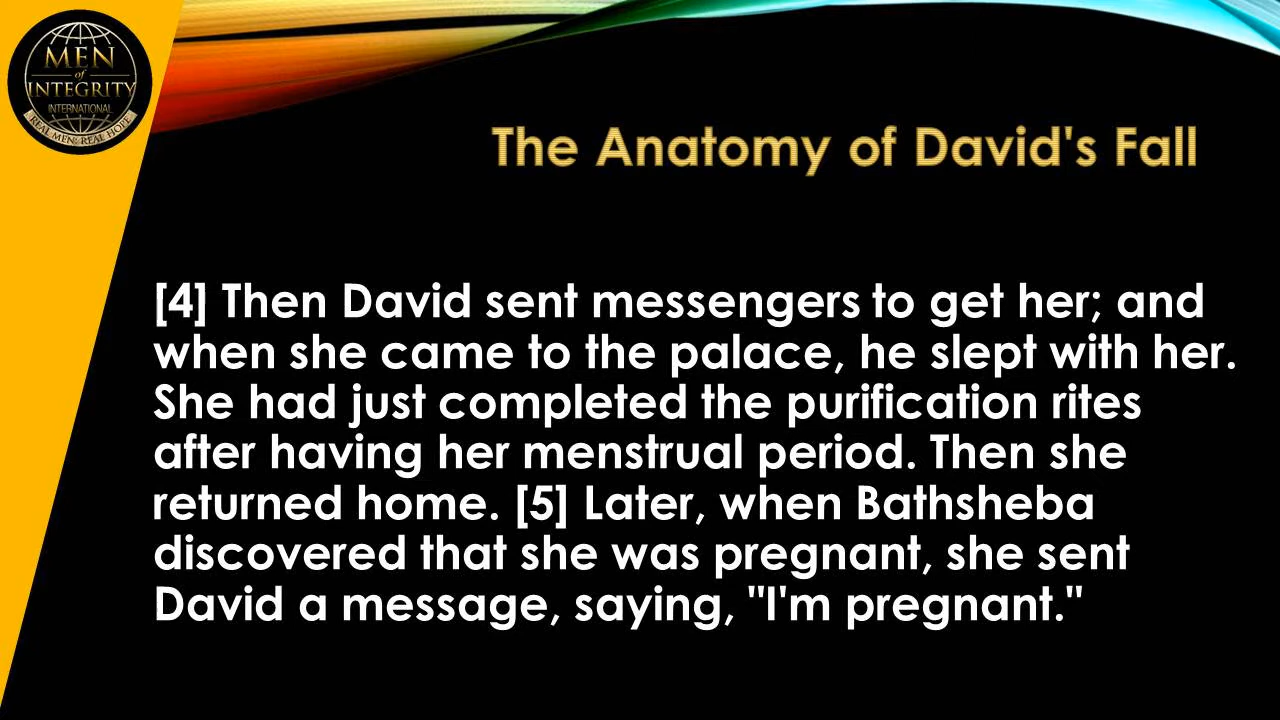 MEN
of
INTEGRITY
INTERNATIONAL
REAL MEN: REAL HOPE
The Anatomy of David's Fall
[4] Then David sent messengers to get her; and
when she came to the palace, he slept with her.
She had just completed the purification rites
after having her menstrual period. Then she
returned home. [5] Later, when Bathsheba
discovered that she was pregnant, she sent
David a message, saying, "I'm pregnant."